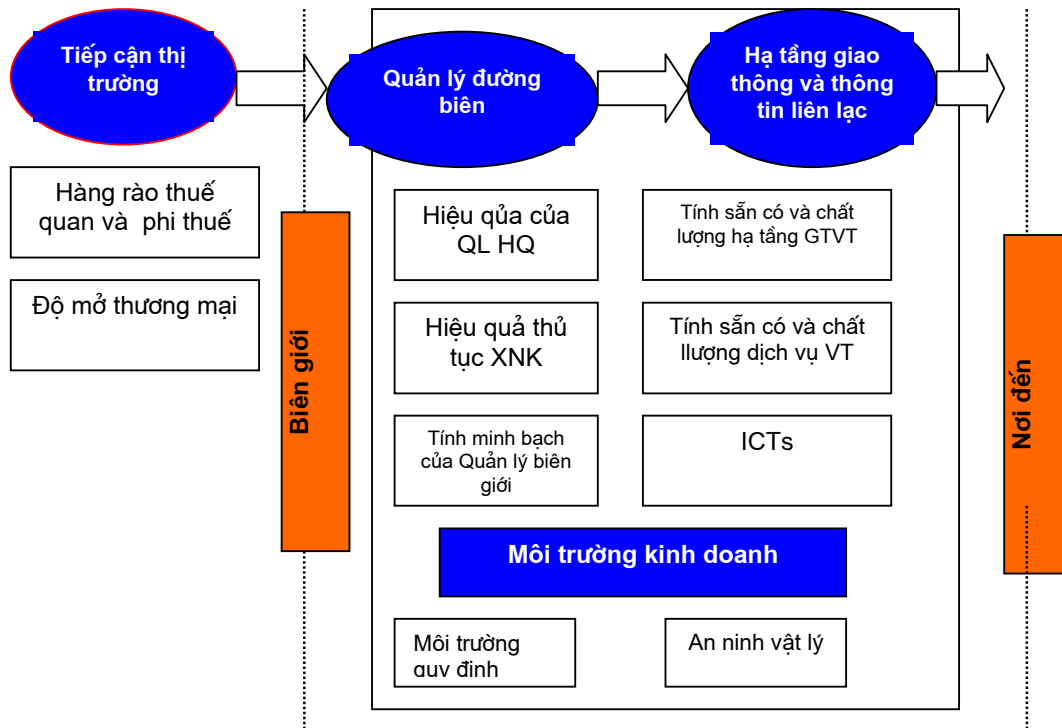 Tiếp cận thị
trường
Quản lý đường
biên
Hạ tầng giao
thông và thông
tin liên lạc
Hàng rào thuế
quan và phi thuế
Độ mở thương mại
Biên giới
Hiệu qủa của
QL HQ
Hiệu quả thủ
tục XNK
Tính minh bạch
của Quản lý biên
giới
Tính sẵn có và chất
lượng hạ tầng GTVT
Tính sẵn có và chất
llượng dịch vụ VT
ICTs
Môi trường kinh doanh
Môi trường
quy định
An ninh vật lý
Nơi đến